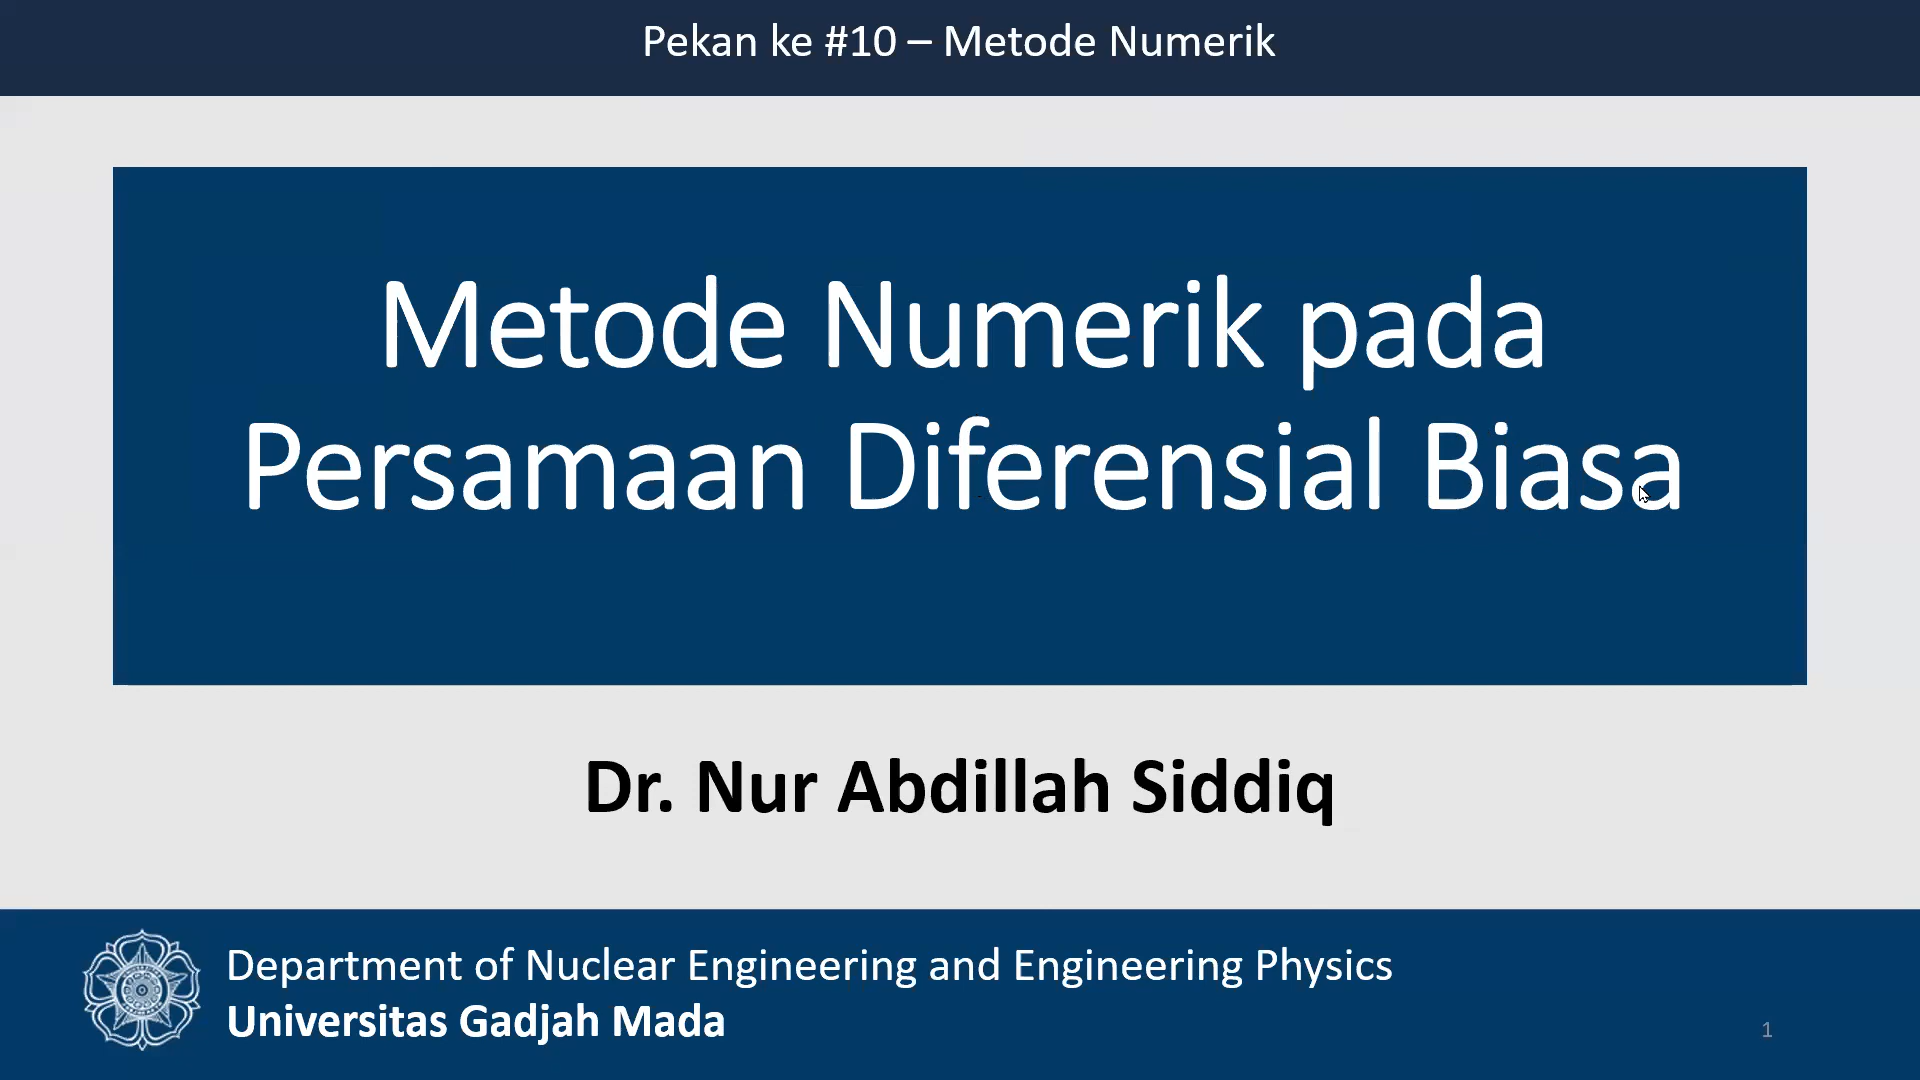 Pekan ke #10 – Metode Numerik
Metode Numerik pada
Persamaan Diferensial Biasa
Dr. Nur Abdillah Siddiq
Department of Nuclear Engineering and Engineering Physics
Universitas Gadjah Mada
1